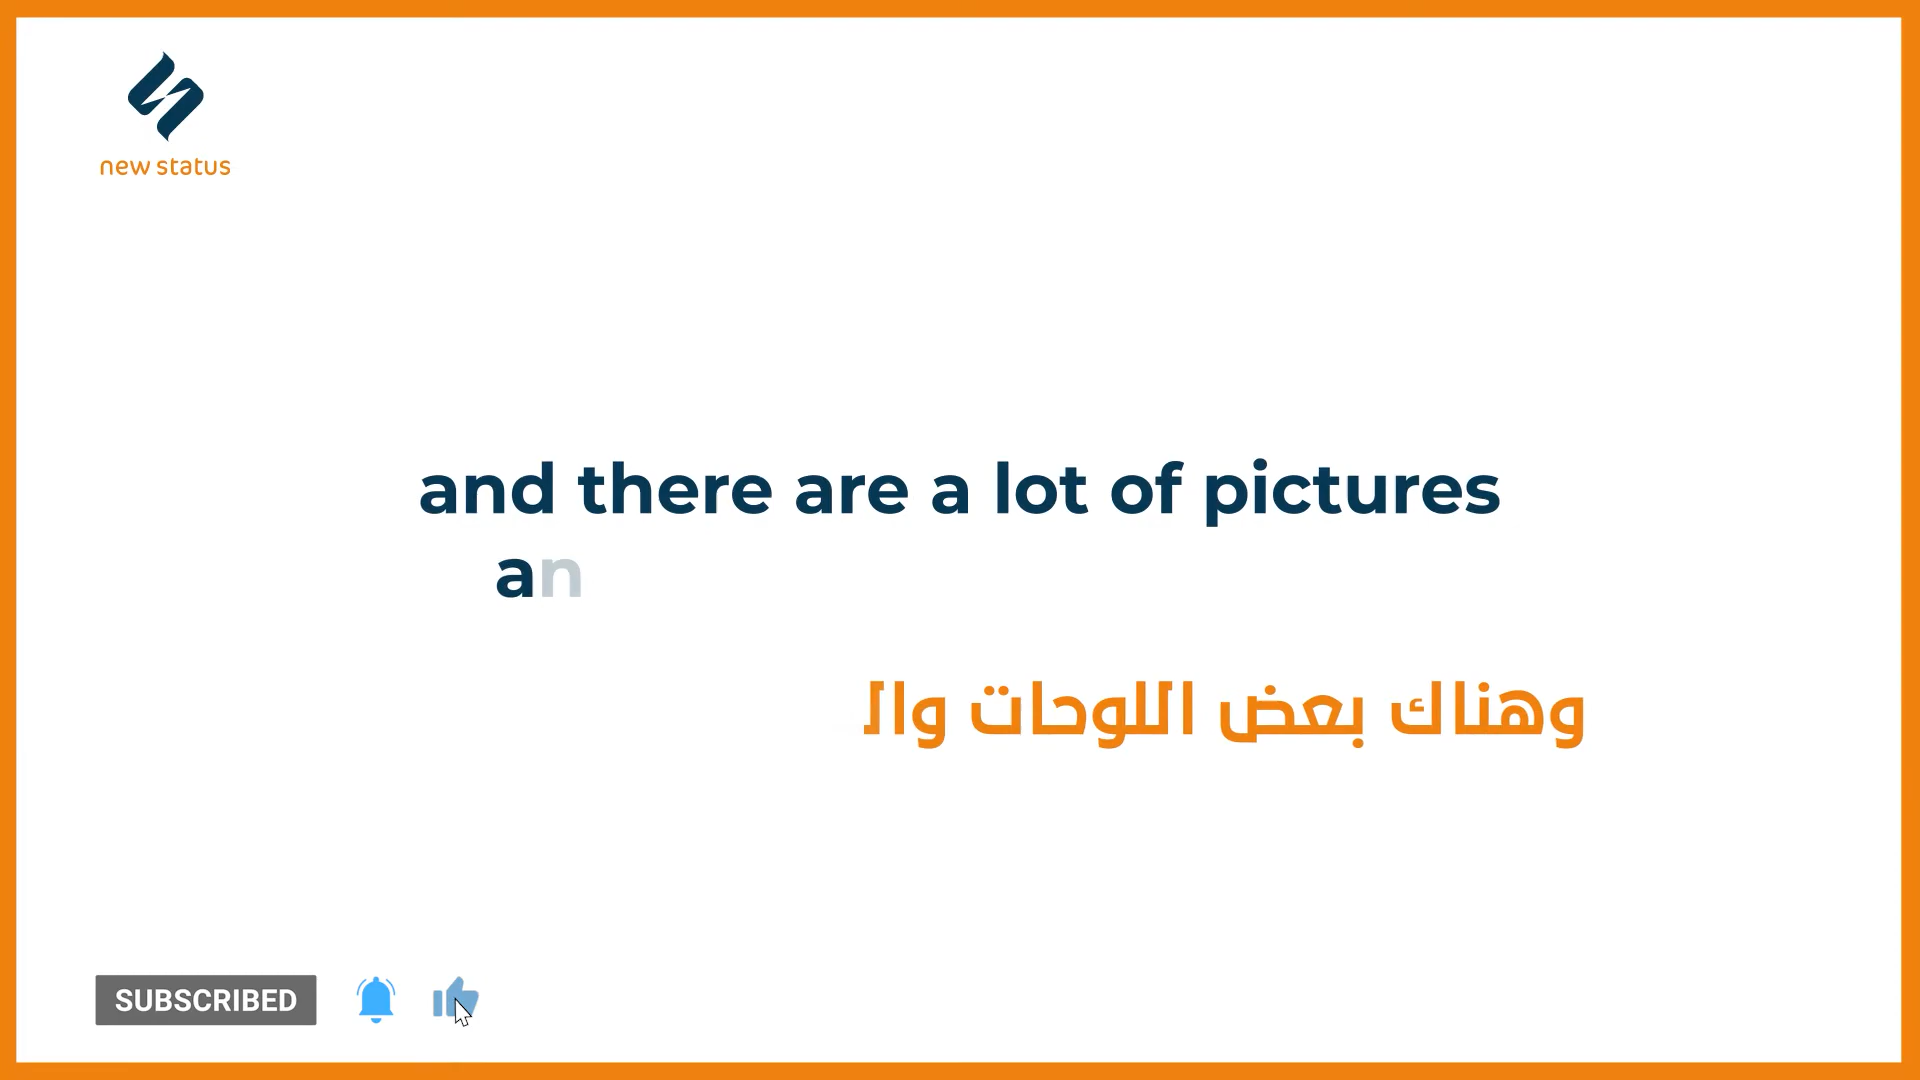 new status
and there are a lot of pictures
an
وهناك بعض اللوحات وال
SUBSCRIBED